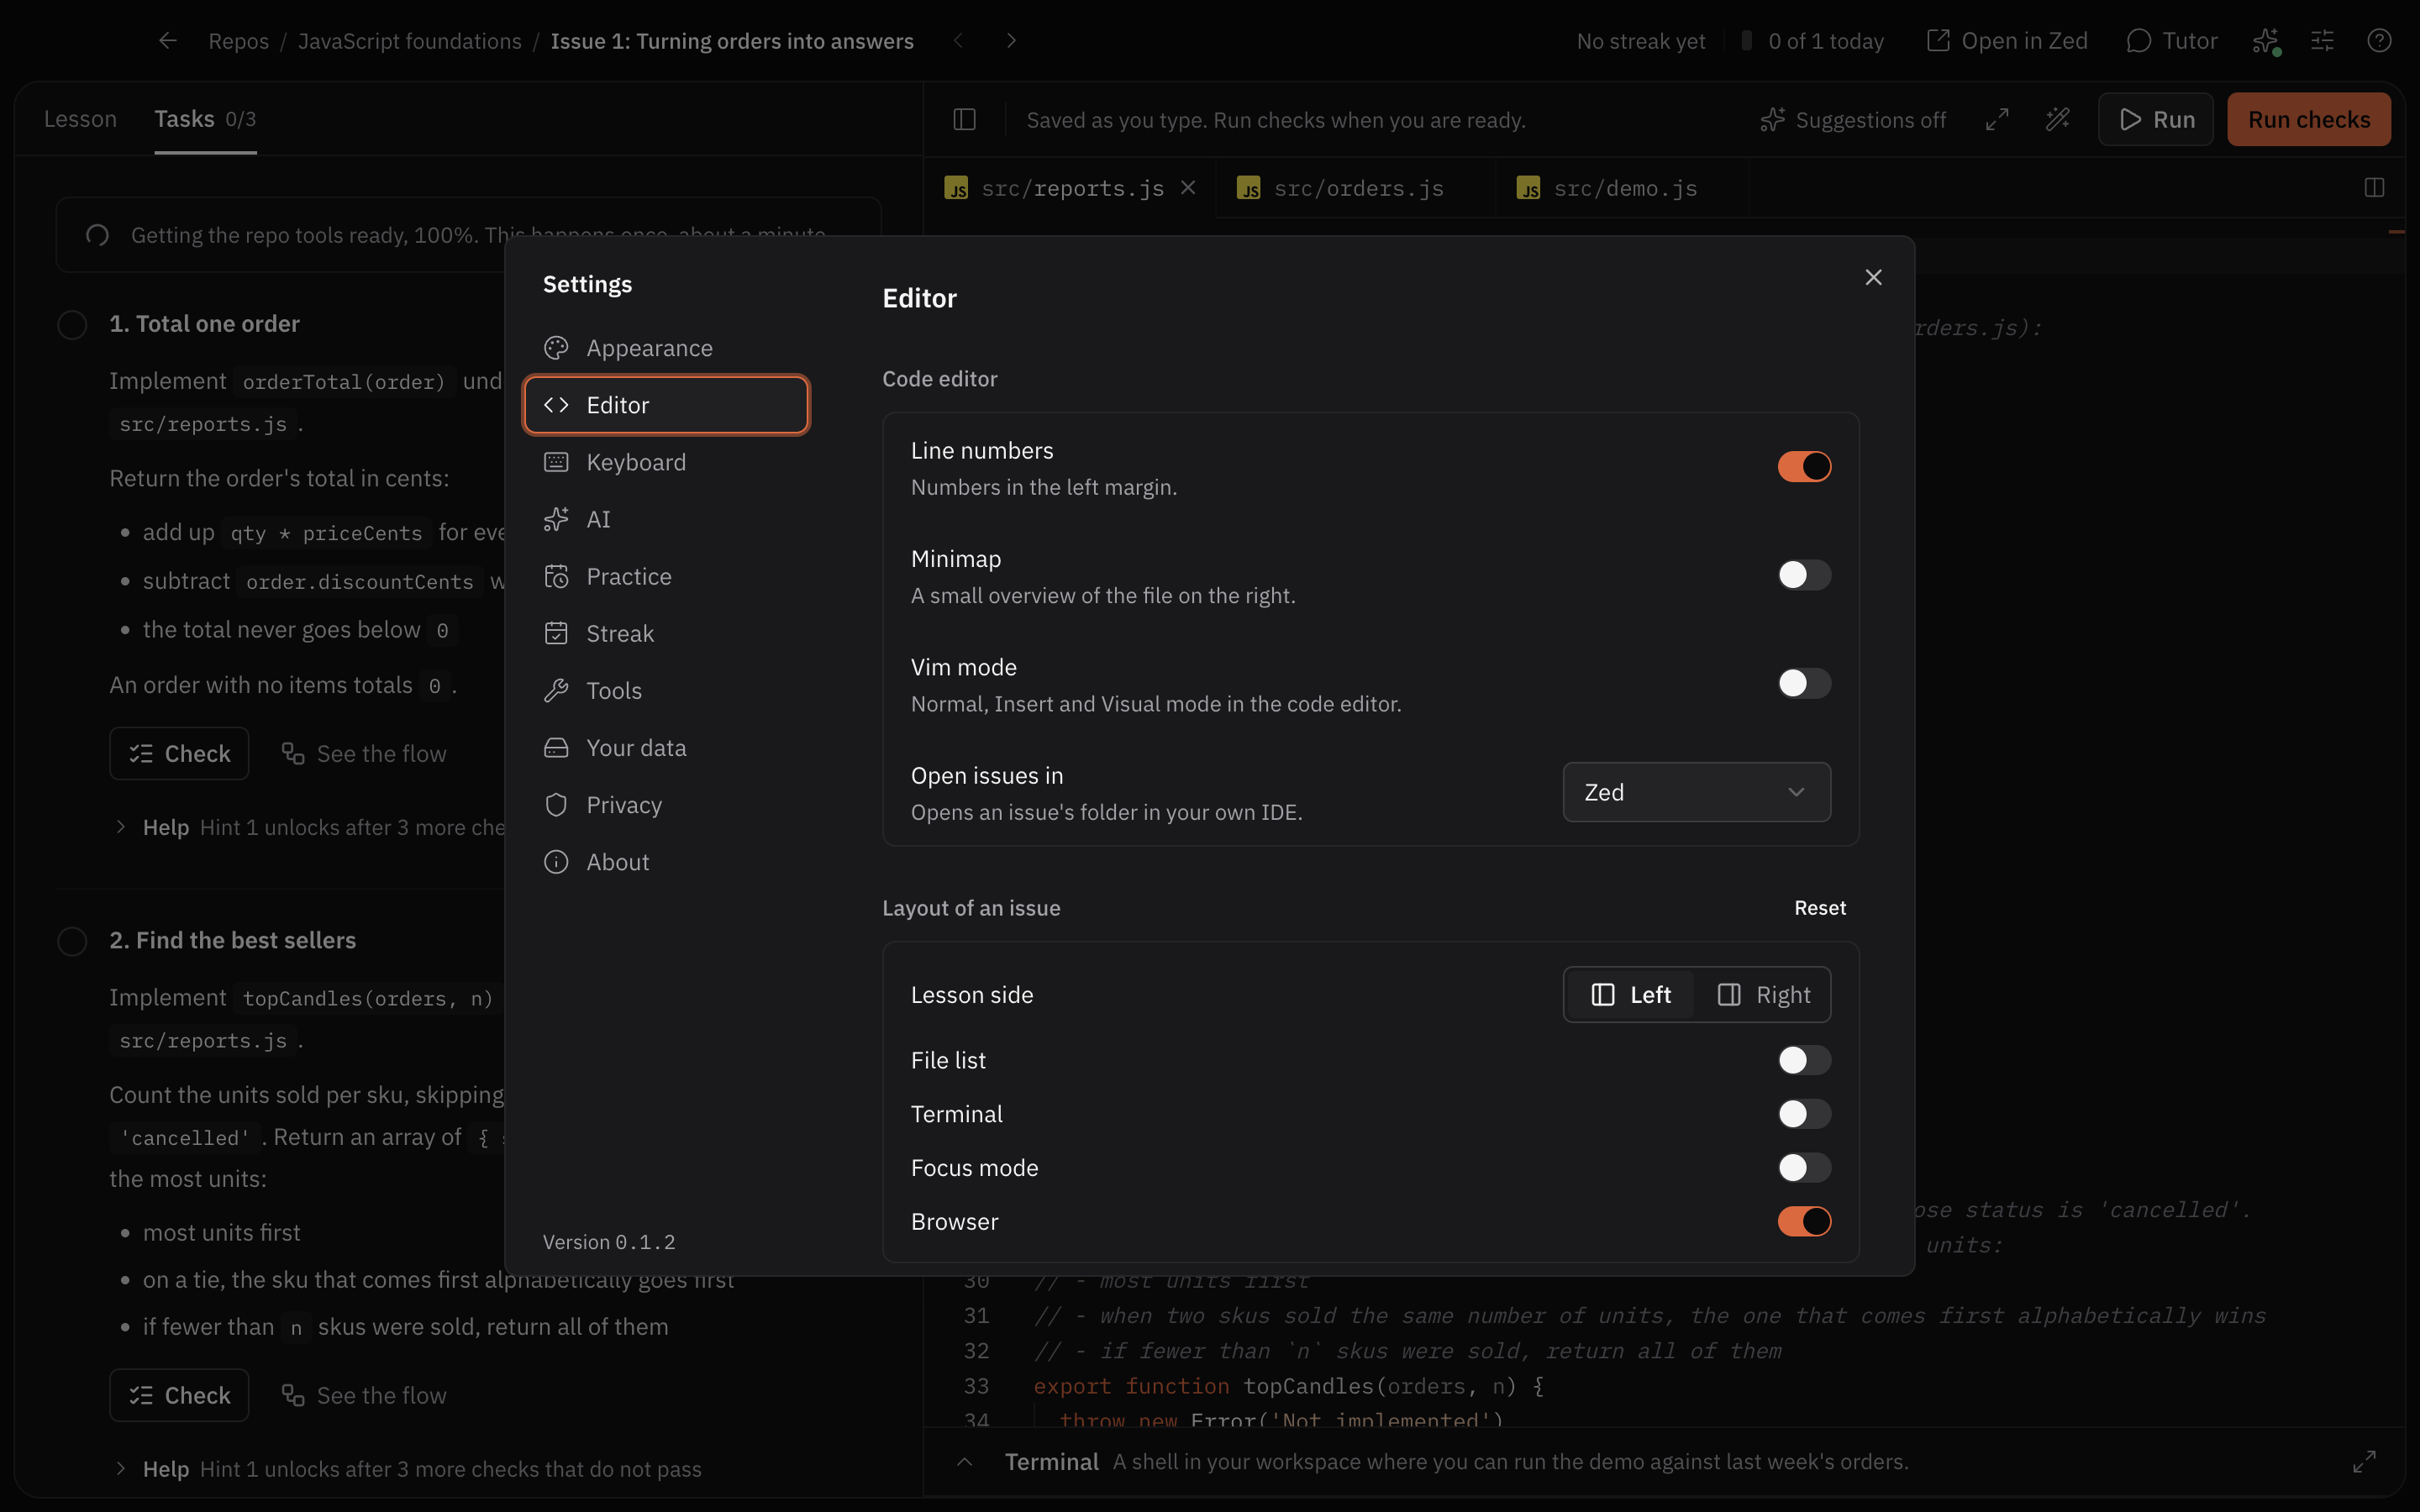 Repos / JavaScript foundations / Issue 1: Turning orders into answers
No streak yet
0 of 1 today
Open in Zed
Tutor
Lesson
Tasks 0/3
Saved as you type. Run checks when you are ready.
Suggestions off
Run
Run checks
JS src/reports.js
JS src/orders.js
JS src/demo.js
Getting the repo tools ready, 100%. This happens once, about a minute
1. Total one order
Implement orderTotal(order) und
src/reports.js.
Return the order's total in cents:
• add up qty * priceCents for eve
• subtract order.discountCents w
• the total never goes below 0
An order with no items totals 0.
Check
See the flow
Help Hint 1 unlocks after 3 more che
2. Find the best sellers
Implement topCandles(orders, n)
src/reports.js.
Count the units sold per sku, skipping
'cancelled'. Return an array of {
the most units:
• most units first
• on a tie, the sku that comes first alphabetically goes first
• if fewer than n skus were sold, return all of them
Check
See the flow
Help Hint 1 unlocks after 3 more checks that do not pass
Settings
Appearance
Editor
Keyboard
AI
Practice
Streak
Tools
Your data
Privacy
About
Version 0.1.2
Editor
Code editor
Line numbers
Numbers in the left margin.
Minimap
A small overview of the file on the right.
Vim mode
Normal, Insert and Visual mode in the code editor.
Open issues in
Opens an issue's folder in your own IDE.
Zed
Layout of an issue
Reset
Lesson side
Left
Right
File list
Terminal
Focus mode
Browser
rders.js):
ose status is 'cancelled'.
units:
30 // - most units first
31 // - when two skus sold the same number of units, the one that comes first alphabetically wins
32 // - if fewer than `n` skus were sold, return all of them
33 export function topCandles(orders, n) {
34 throw new Error('Not implemented')
Terminal A shell in your workspace where you can run the demo against last week's orders.